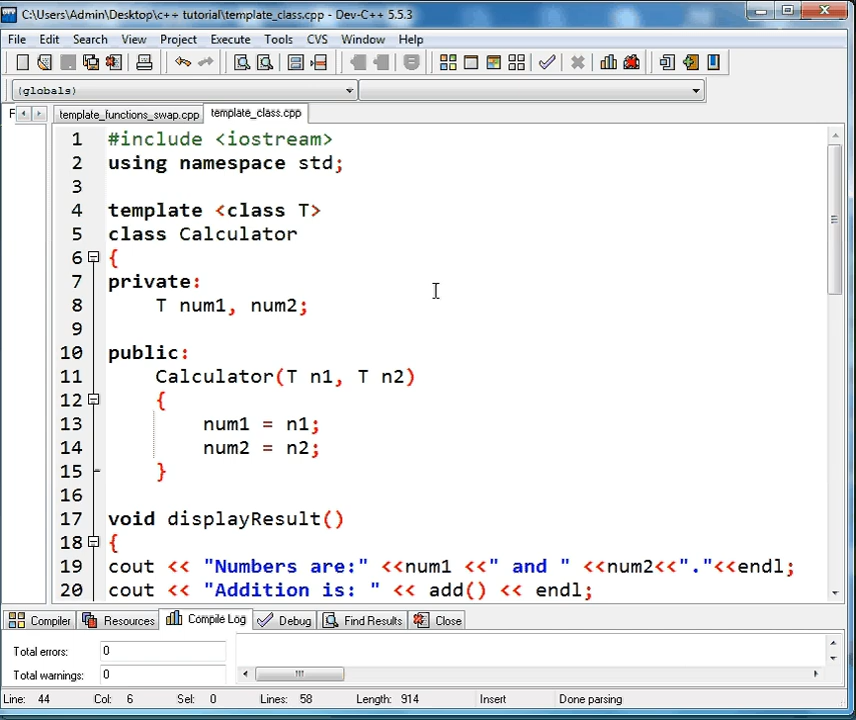 C:\Users\Admin\Desktop\c++ tutorial\template_class.cpp - Dev-C++ 5.5.3
File Edit Search View Project Execute Tools CVS Window Help
(globals)
F template_functions_swap.cpp template_class.cpp
1 #include <iostream>
2 using namespace std;
3
4 template <class T>
5 class Calculator
6 {
7 private:
8 T num1, num2;
9
10 public:
11 Calculator(T n1, T n2)
12 {
13 num1 = n1;
14 num2 = n2;
15 }
16
17 void displayResult()
18 {
19 cout << "Numbers are:" <<num1 <<" and " <<num2<<"."<<endl;
20 cout << "Addition is: " << add() << endl;
Compiler Resources Compile Log Debug Find Results Close
Total errors: 0
Total warnings: 0
Line: 44 Col: 6 Sel: 0 Lines: 58 Length: 914 Insert Done parsing